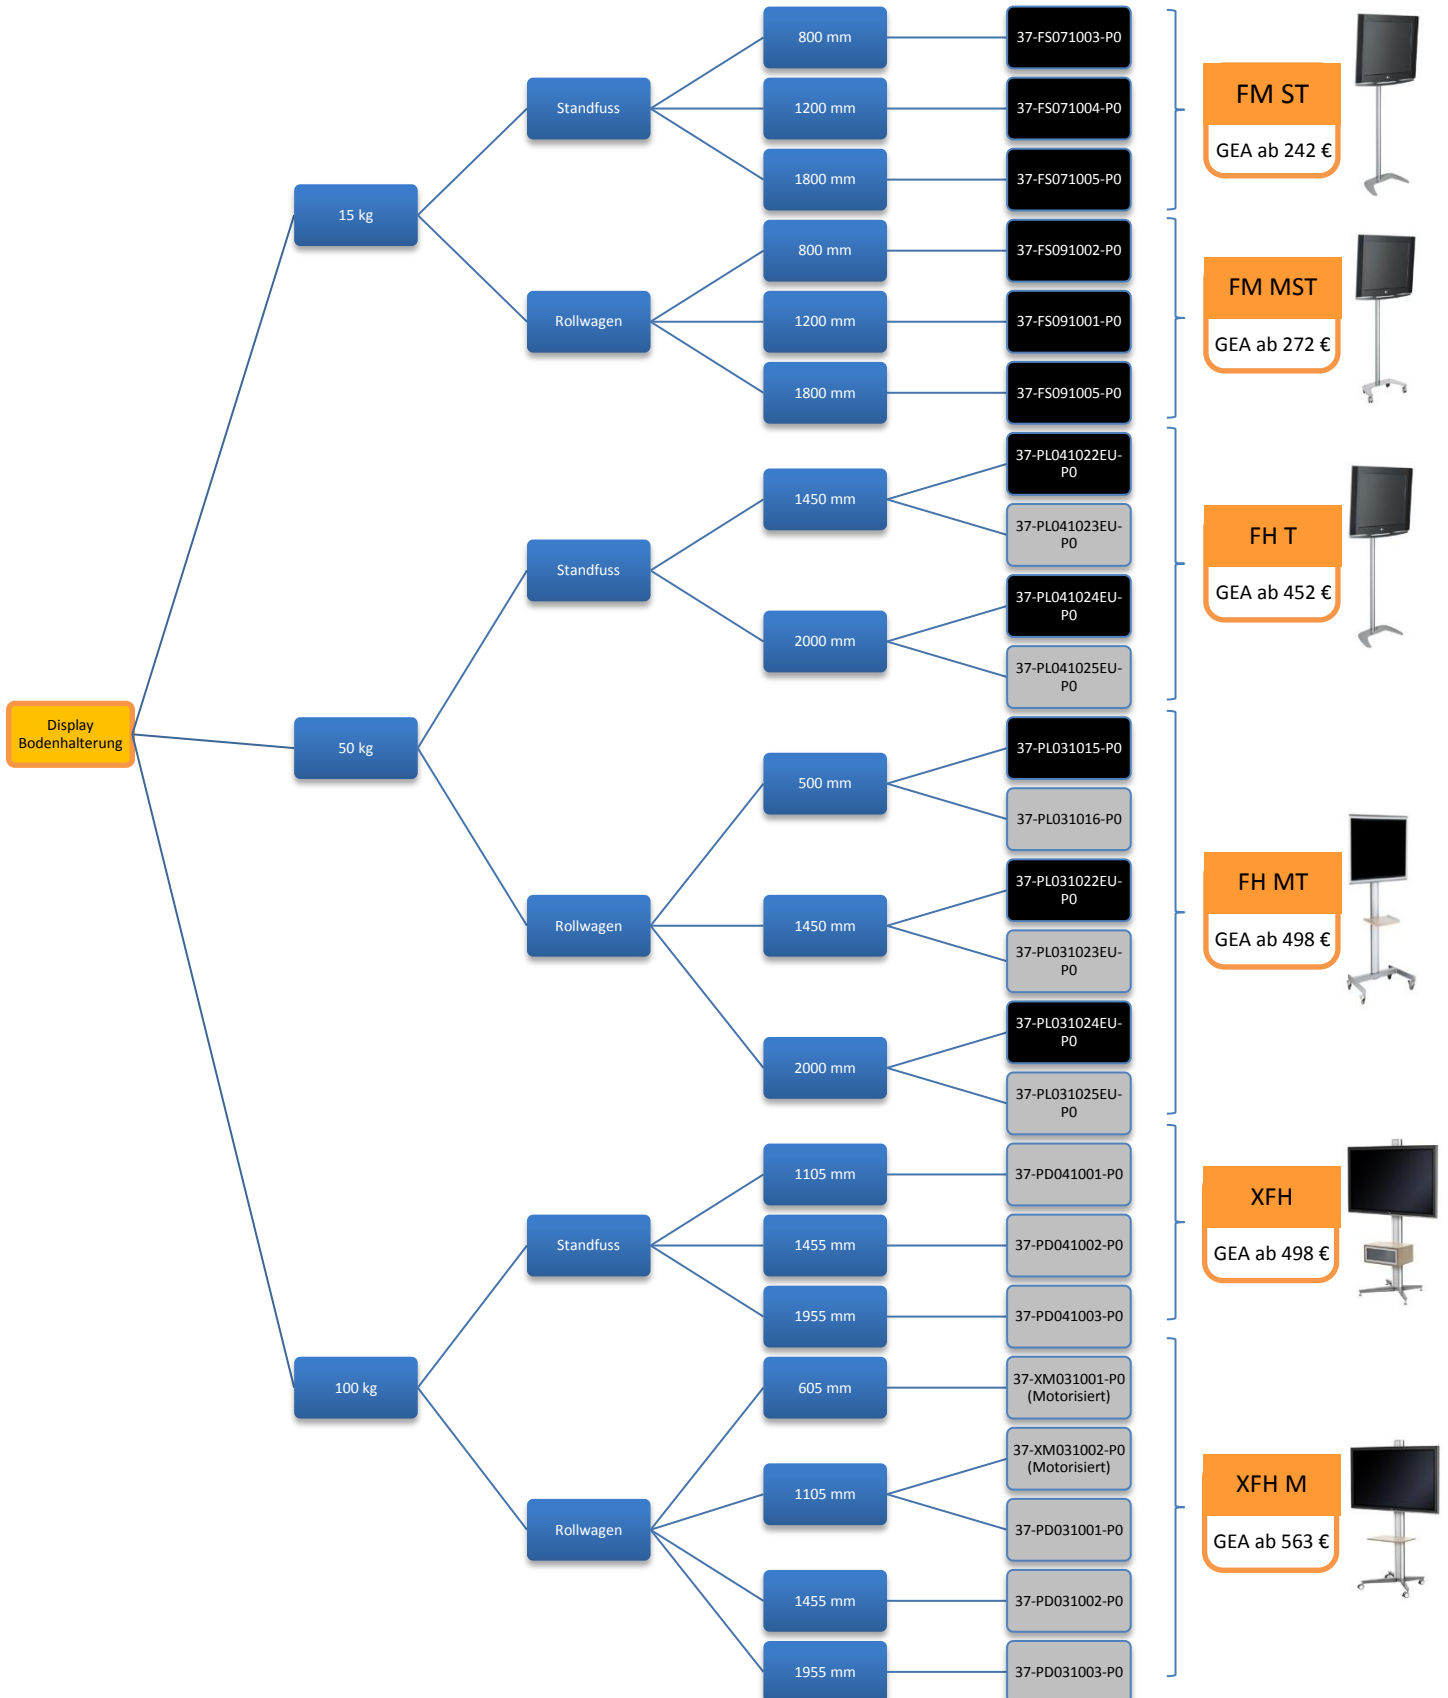 Display
Bodenhalterung
15 kg
Standfuss
800 mm
37-FS071003-P0
1200 mm
37-FS071004-P0
1800 mm
37-FS071005-P0
FM ST
GEA ab 242 €
Rollwagen
800 mm
37-FS091002-P0
1200 mm
37-FS091001-P0
1800 mm
37-FS091005-P0
FM MST
GEA ab 272 €
50 kg
Standfuss
1450 mm
37-PL041022EU-
P0
37-PL041023EU-
P0
2000 mm
37-PL041024EU-
P0
37-PL041025EU-
P0
FH T
GEA ab 452 €
Rollwagen
500 mm
37-PL031015-P0
37-PL031016-P0
1450 mm
37-PL031022EU-
P0
37-PL031023EU-
P0
2000 mm
37-PL031024EU-
P0
37-PL031025EU-
P0
FH MT
GEA ab 498 €
100 kg
Standfuss
1105 mm
37-PD041001-P0
1455 mm
37-PD041002-P0
1955 mm
37-PD041003-P0
XFH
GEA ab 498 €
Rollwagen
605 mm
37-XM031001-P0
(Motorisiert)
1105 mm
37-XM031002-P0
(Motorisiert)
37-PD031001-P0
1455 mm
37-PD031002-P0
1955 mm
37-PD031003-P0
XFH M
GEA ab 563 €